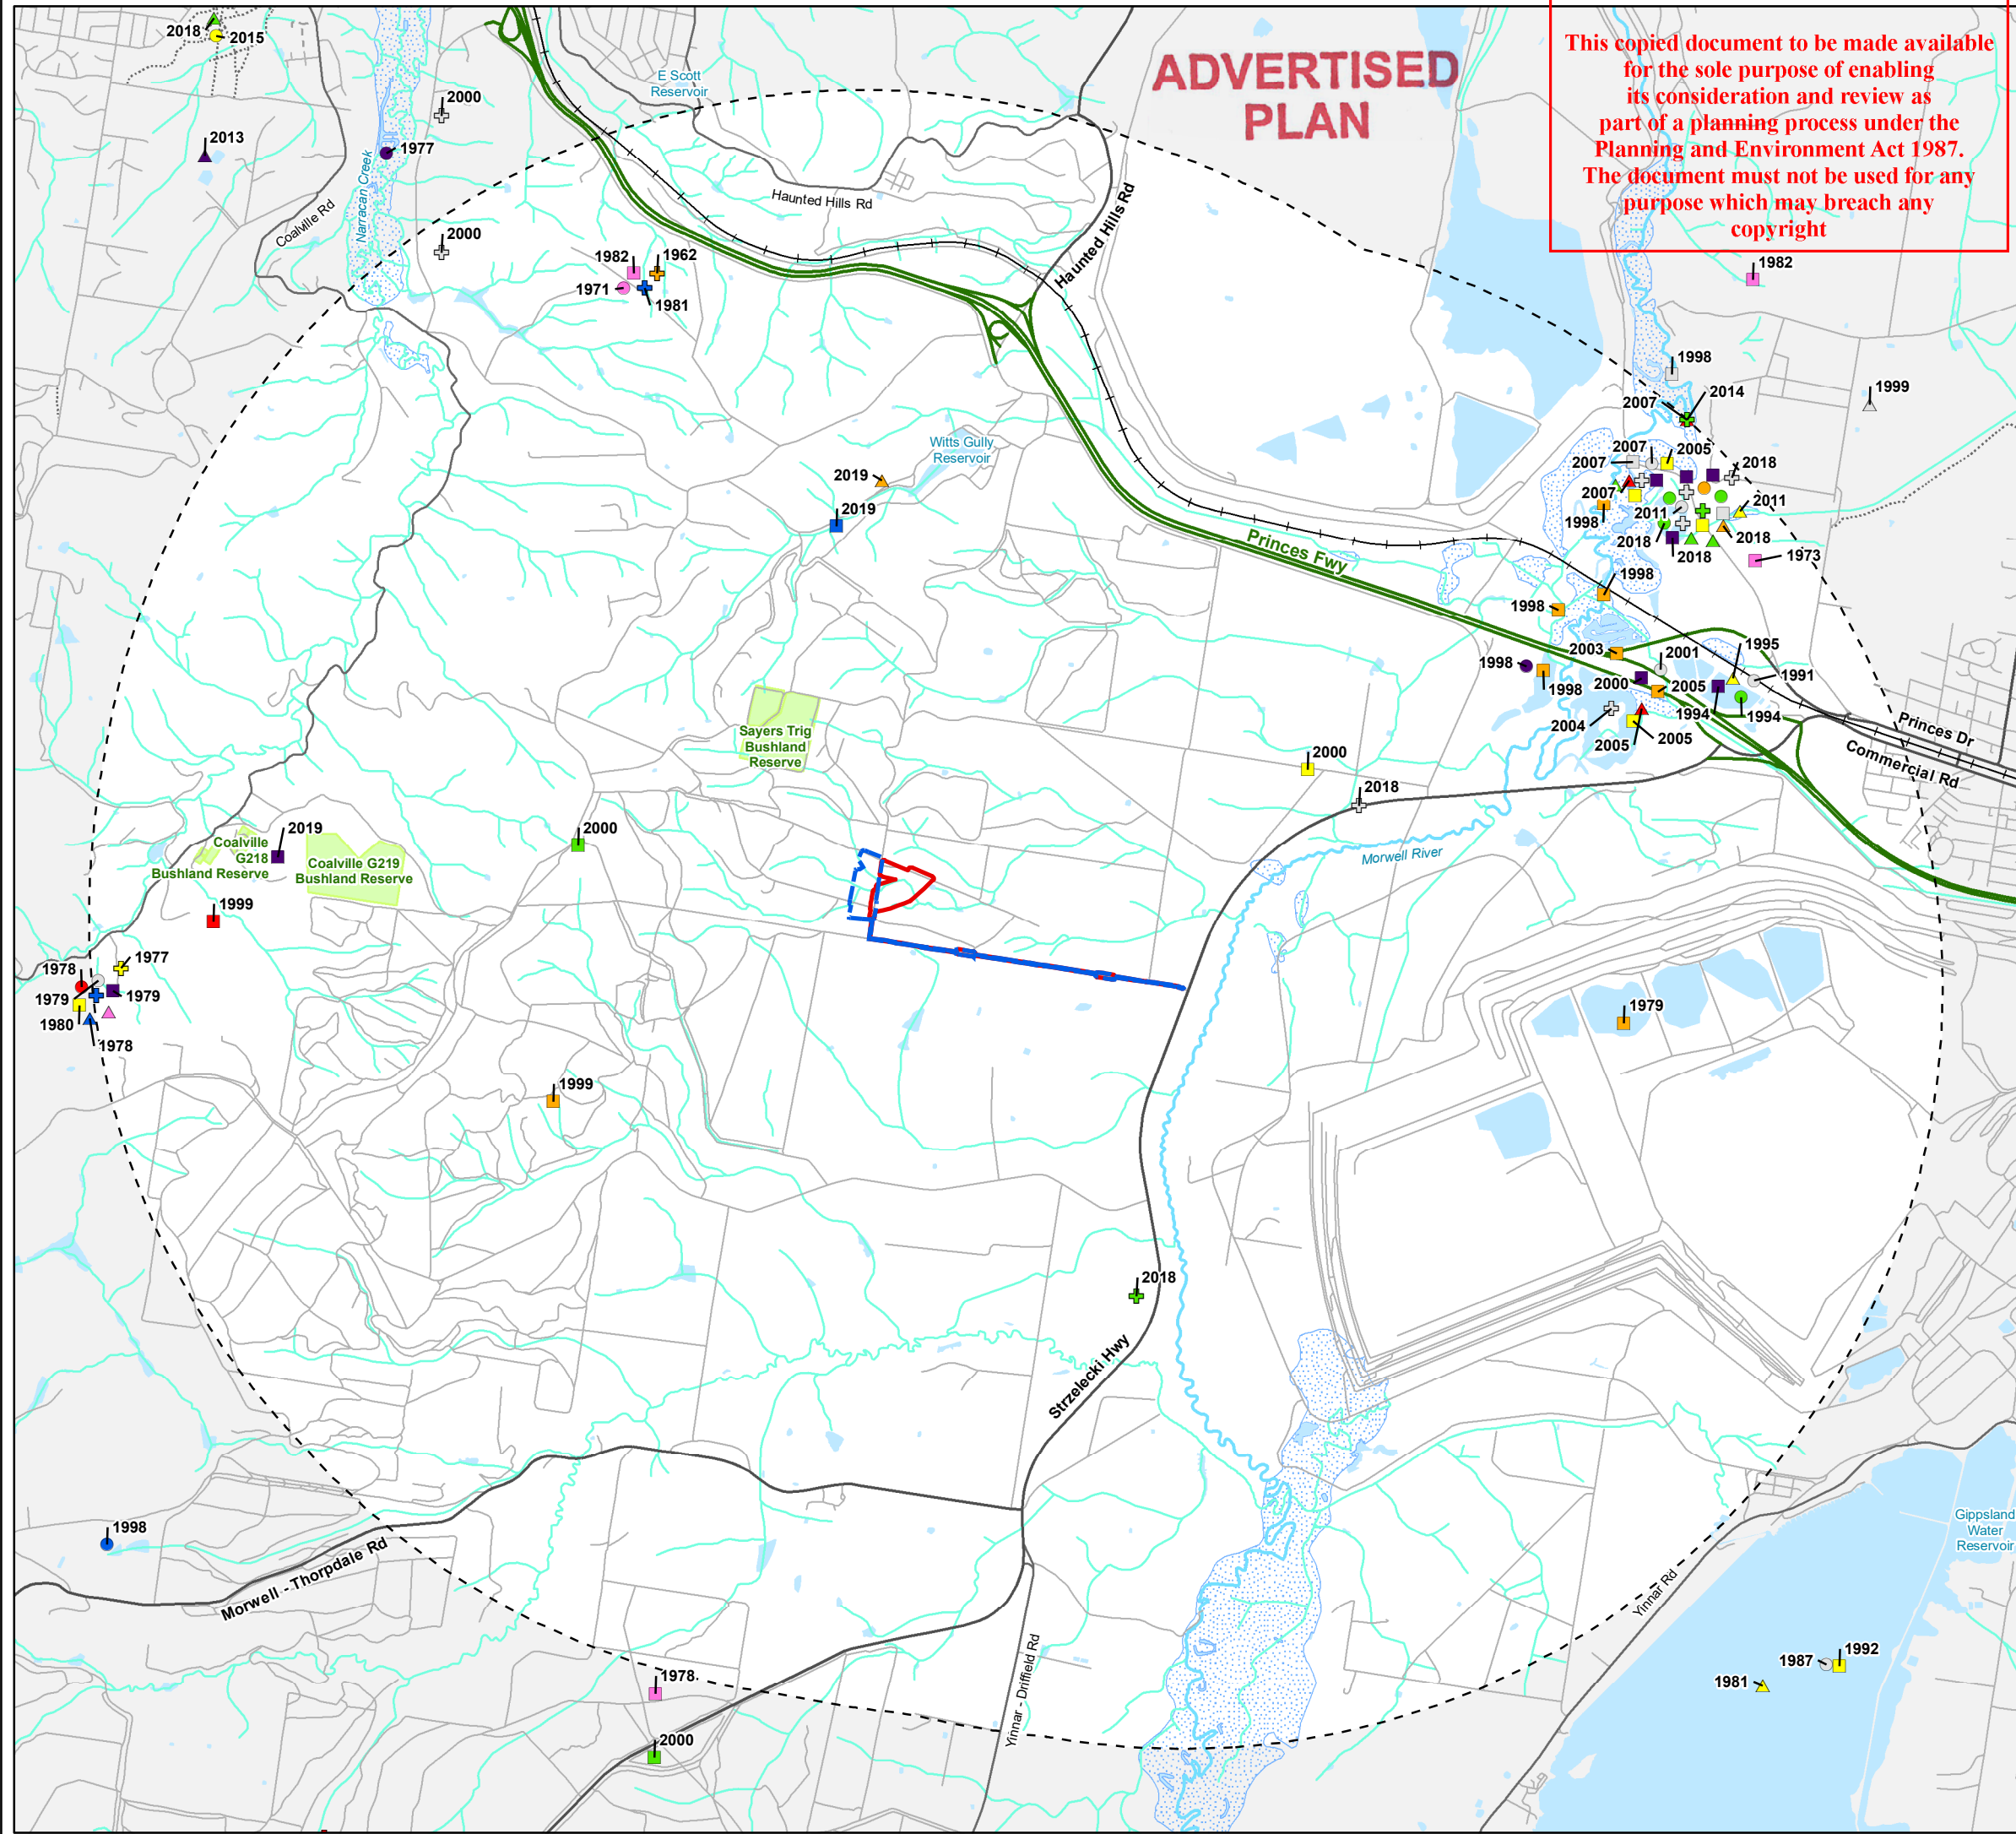 ADVERTISED
PLAN
This copied document to be made available
for the sole purpose of enabling
its consideration and review as
part of a planning process under the
Planning and Environment Act 1987.
The document must not be used for any
purpose which may breach any
copyright
2018
2015
2013
2000
1977
Narracan Creek
Coalville Rd
2000
E Scott
Reservoir
Haunted Hills Rd
Haunted Hills Rd
1982
1962
1971
1981
1982
1998
1999
2007
2014
2007
2005
2007
2018
2007
2011
1998
2011
2018
2018
2018
1973
Witts Gully
Reservoir
2019
2019
Princes Fwy
1998
1998
2003
2001
1995
1998
1998
2000
2005
1991
1994
1994
2004
2005
2005
Princes Dr
Commercial Rd
Sayers Trig
Bushland
Reserve
2000
2018
Morwell River
2019
Coalville
G218
Bushland Reserve
Coalville G219
Bushland Reserve
2000
1999
1977
1978
1979
1979
1980
1978
1979
1999
2018
Strzelecki Hwy
1998
Morwell - Thorpdale Rd
Gippsland
Water
Reservoir
Yinnar Rd
Yinnar - Driffield Rd
1978
2000
1987
1992
1981